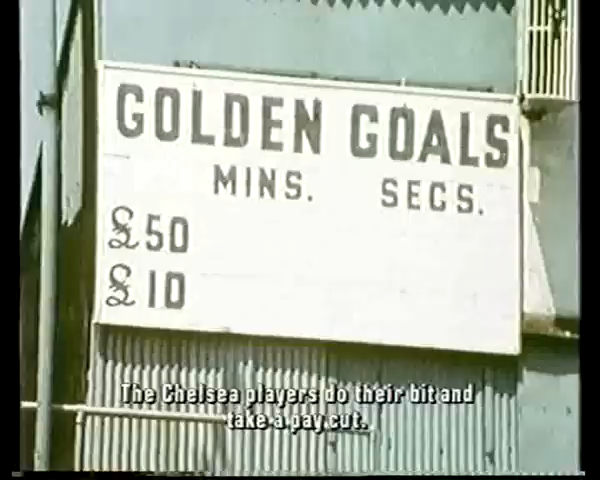 GOLDEN GOALS
MINS. SECS.
£50
£10
The Chelsea players do their bit and
take a pay cut.